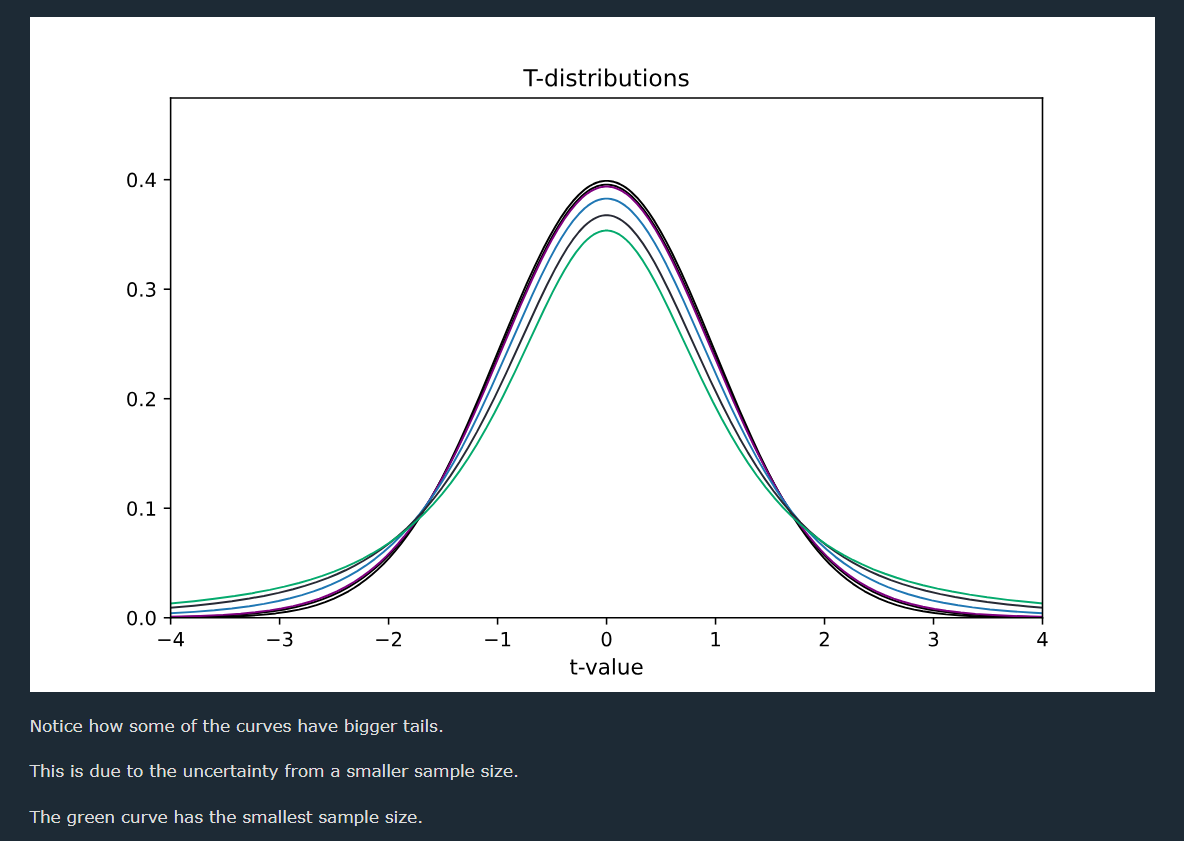 T-distributions
0.4
0.3
0.2
0.1
0.0
−4 −3 −2 −1 0 1 2 3 4
t-value
Notice how some of the curves have bigger tails.
This is due to the uncertainty from a smaller sample size.
The green curve has the smallest sample size.